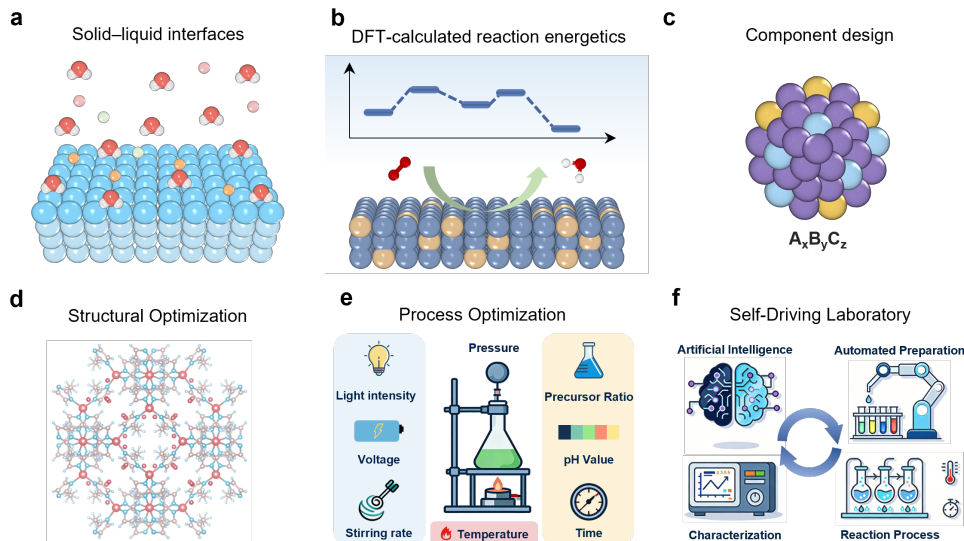 a
Solid–liquid interfaces
b
DFT-calculated reaction energetics
c
Component design
AxByCz
d
Structural Optimization
e
Process Optimization
Light intensity
Voltage
Stirring rate
Pressure
Temperature
Precursor Ratio
pH Value
Time
f
Self-Driving Laboratory
Artificial Intelligence
Automated Preparation
Characterization
Reaction Process